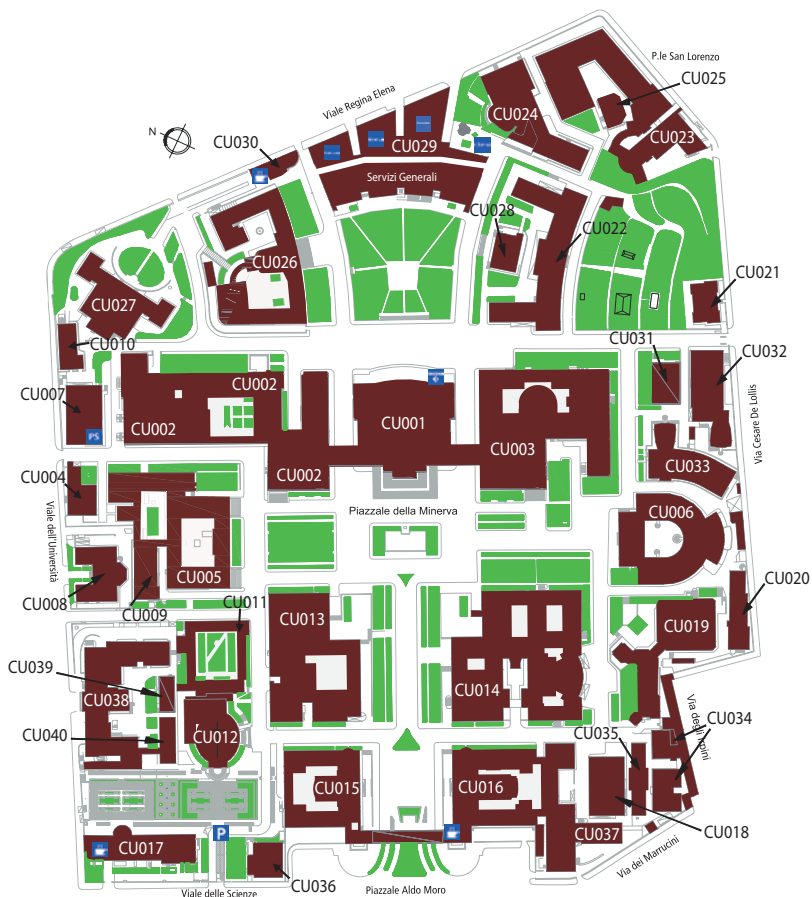 P.le San Lorenzo
CU025
Viale Regina Elena
CU024
CU023
N
CU030
CU029
Servizi Generali
CU028
CU022
CU026
CU021
CU027
CU031
CU010
CU032
CU002
CU007
CU001
CU002
PS
CU003
CU002
Via Cesare De Lollis
CU033
CU004
Piazzale della Minerva
CU006
Viale dell'Università
CU005
CU008
CU009
CU020
CU011
CU013
CU019
CU039
CU038
CU014
Via degli Apini
CU034
CU040
CU012
CU035
CU015
CU016
P
CU037
CU018
CU017
Via dei Marrucini
CU036
Viale delle Scienze
Piazzale Aldo Moro